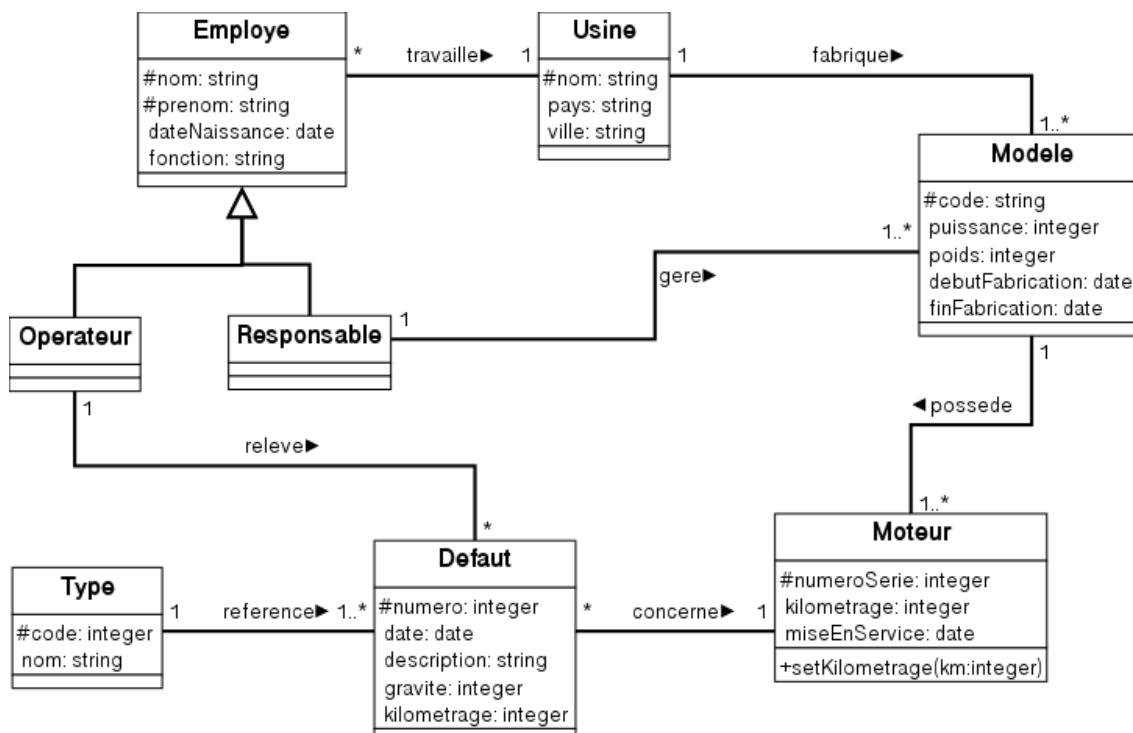 Employe
#nom: string
#prenom: string
dateNaissance: date
fonction: string
* travaille► 1
Usine
#nom: string
pays: string
ville: string
1 fabrique►
1..*
Modele
#code: string
puissance: integer
poids: integer
debutFabrication: date
finFabrication: date
1..*
gere►
1
Operateur
Responsable
1
1
◄possede
1..*
releve►
*
Type
#code: integer
nom: string
1 reference► 1..*
Defaut
#numero: integer
date: date
description: string
gravite: integer
kilometrage: integer
* concerne► 1
Moteur
#numeroSerie: integer
kilometrage: integer
miseEnService: date
+setKilometrage(km:integer)